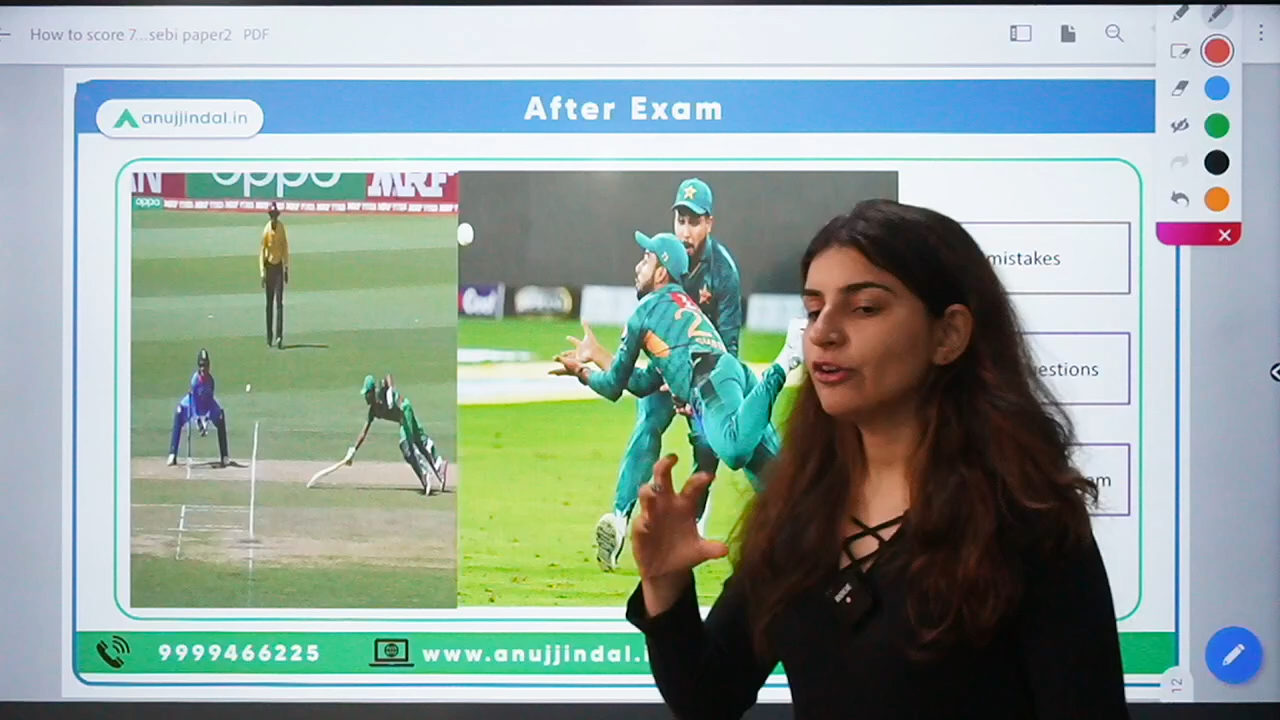 How to score 7...sebi paper2 PDF
After Exam
anujjindal.in
oppo
MRF
oppo
mistakes
estions
9999466225
www.anujjindal.i
12